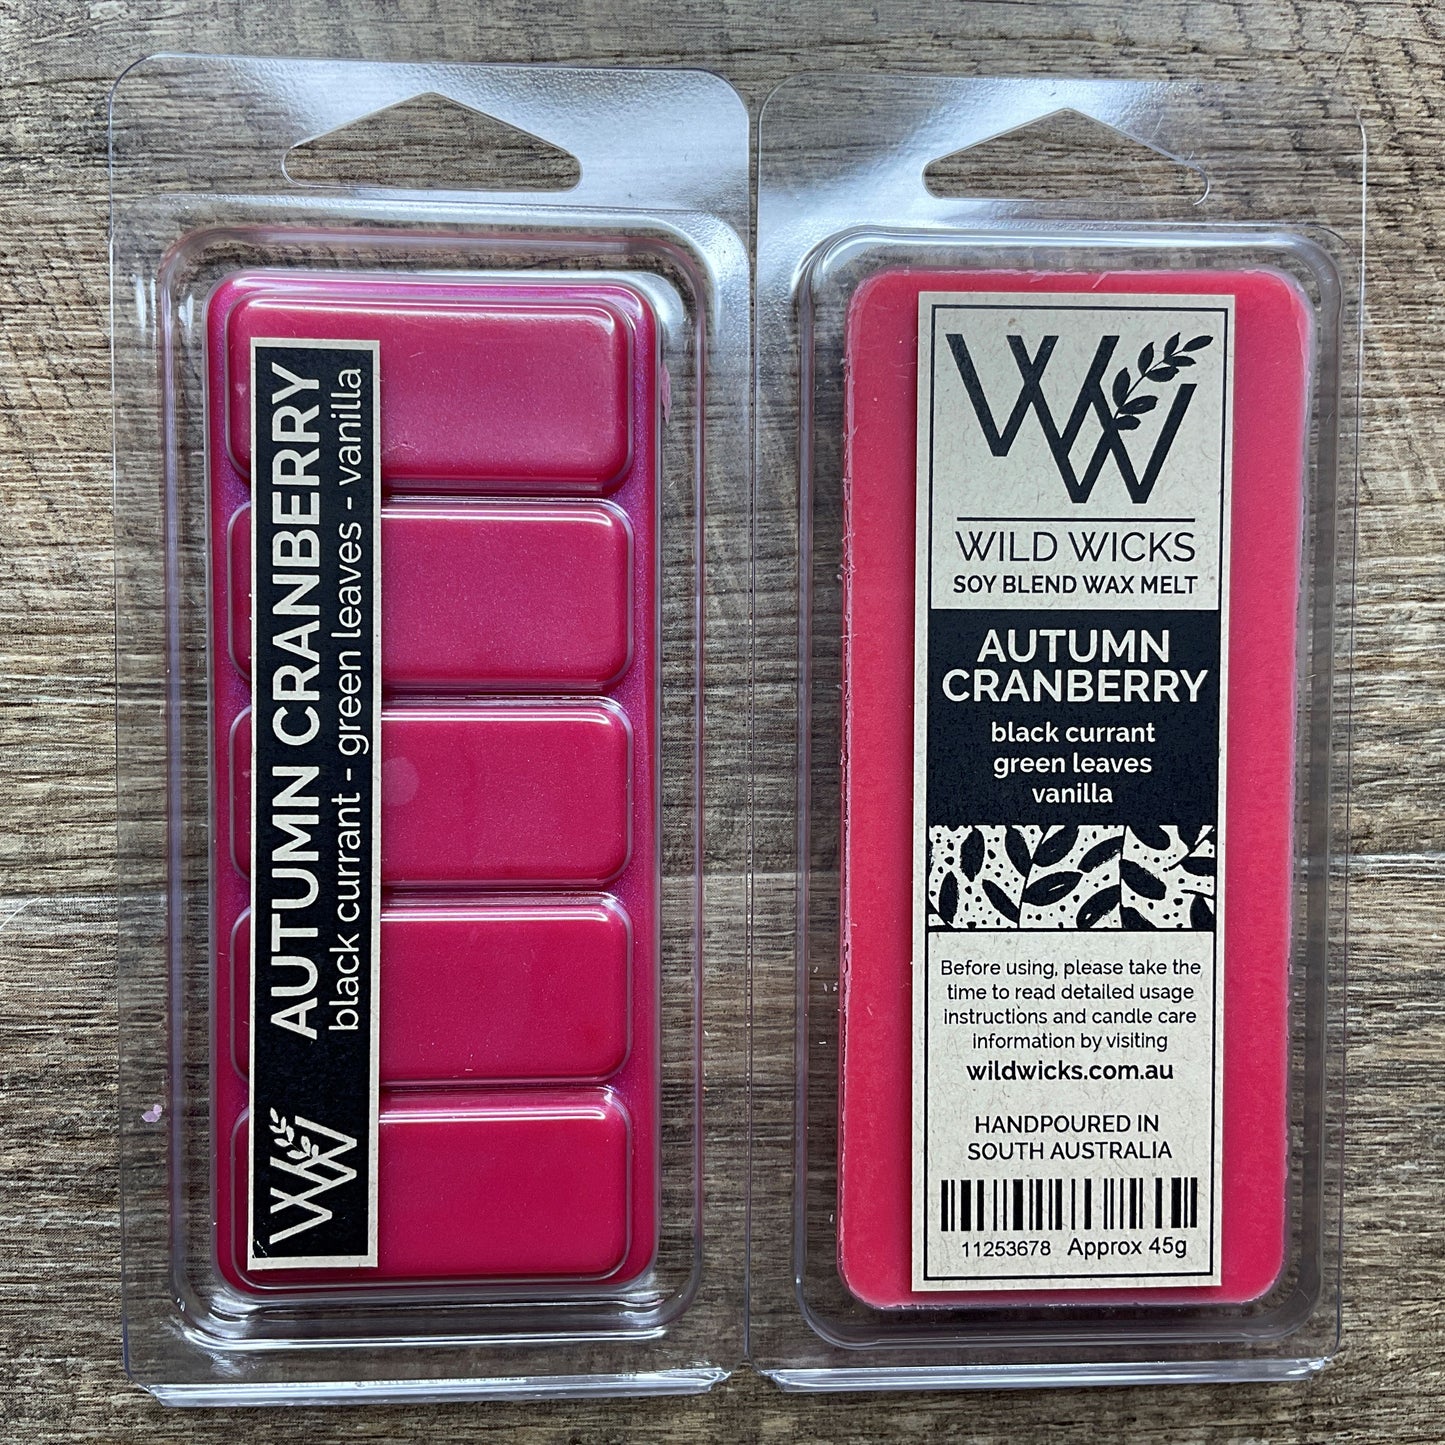 AUTUMN CRANBERRY
black currant - green leaves - vanilla
WW
WW
WILD WICKS
SOY BLEND WAX MELT
AUTUMN
CRANBERRY
black currant
green leaves
vanilla
Before using, please take the
time to read detailed usage
instructions and candle care
information by visiting
wildwicks.com.au
HANDPOURED IN
SOUTH AUSTRALIA
11253678 Approx 45g